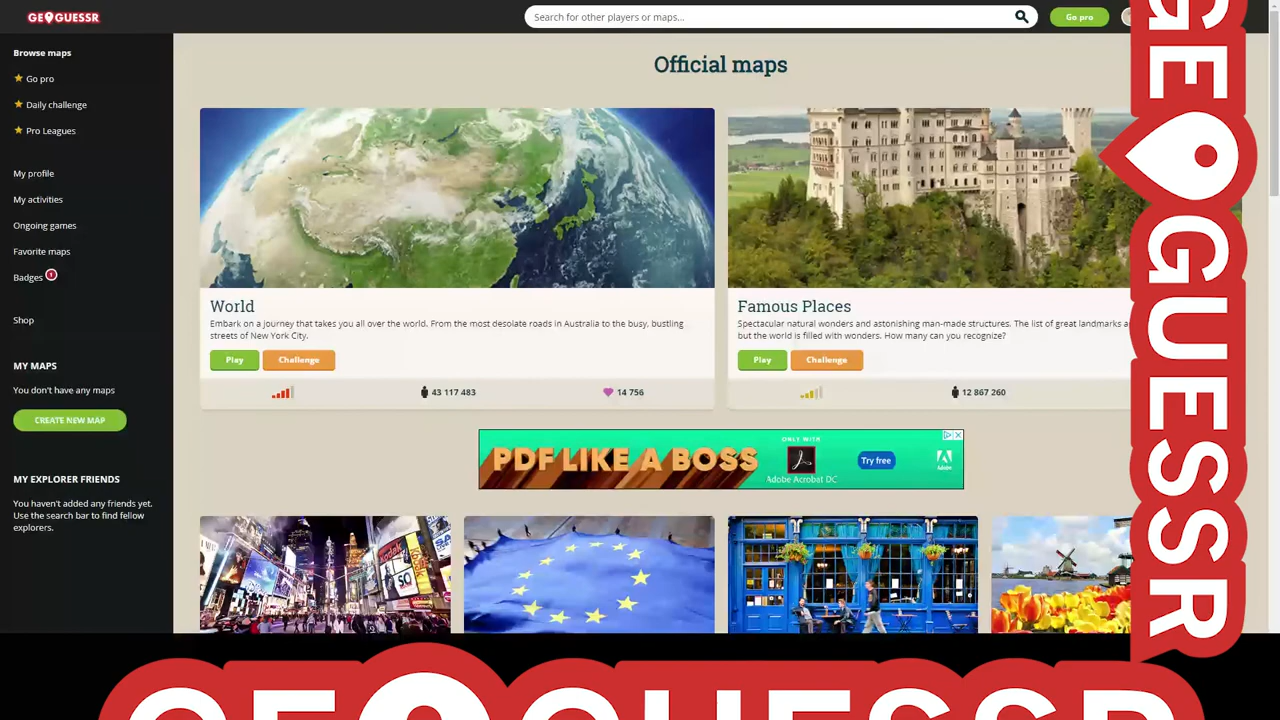 GEOGUESSR
Search for other players or maps...
Go pro
Browse maps
Go pro
Daily challenge
Pro Leagues
My profile
My activities
Ongoing games
Favorite maps
Badges 1
Shop
MY MAPS
You don't have any maps
CREATE NEW MAP
MY EXPLORER FRIENDS
You haven't added any friends yet.
Use the search bar to find fellow
explorers.
Official maps
World
Embark on a journey that takes you all over the world. From the most desolate roads in Australia to the busy, bustling
streets of New York City.
Play
Challenge
43 117 483
14 756
Famous Places
Spectacular natural wonders and astonishing man-made structures. The list of great landmarks
but the world is filled with wonders. How many can you recognize?
Play
Challenge
12 867 260
PDF LIKE A BOSS
ONLY WITH
Adobe Acrobat DC
Try free
Adobe
Kodak
SO
GEOGUESSR
GEOGUESSR